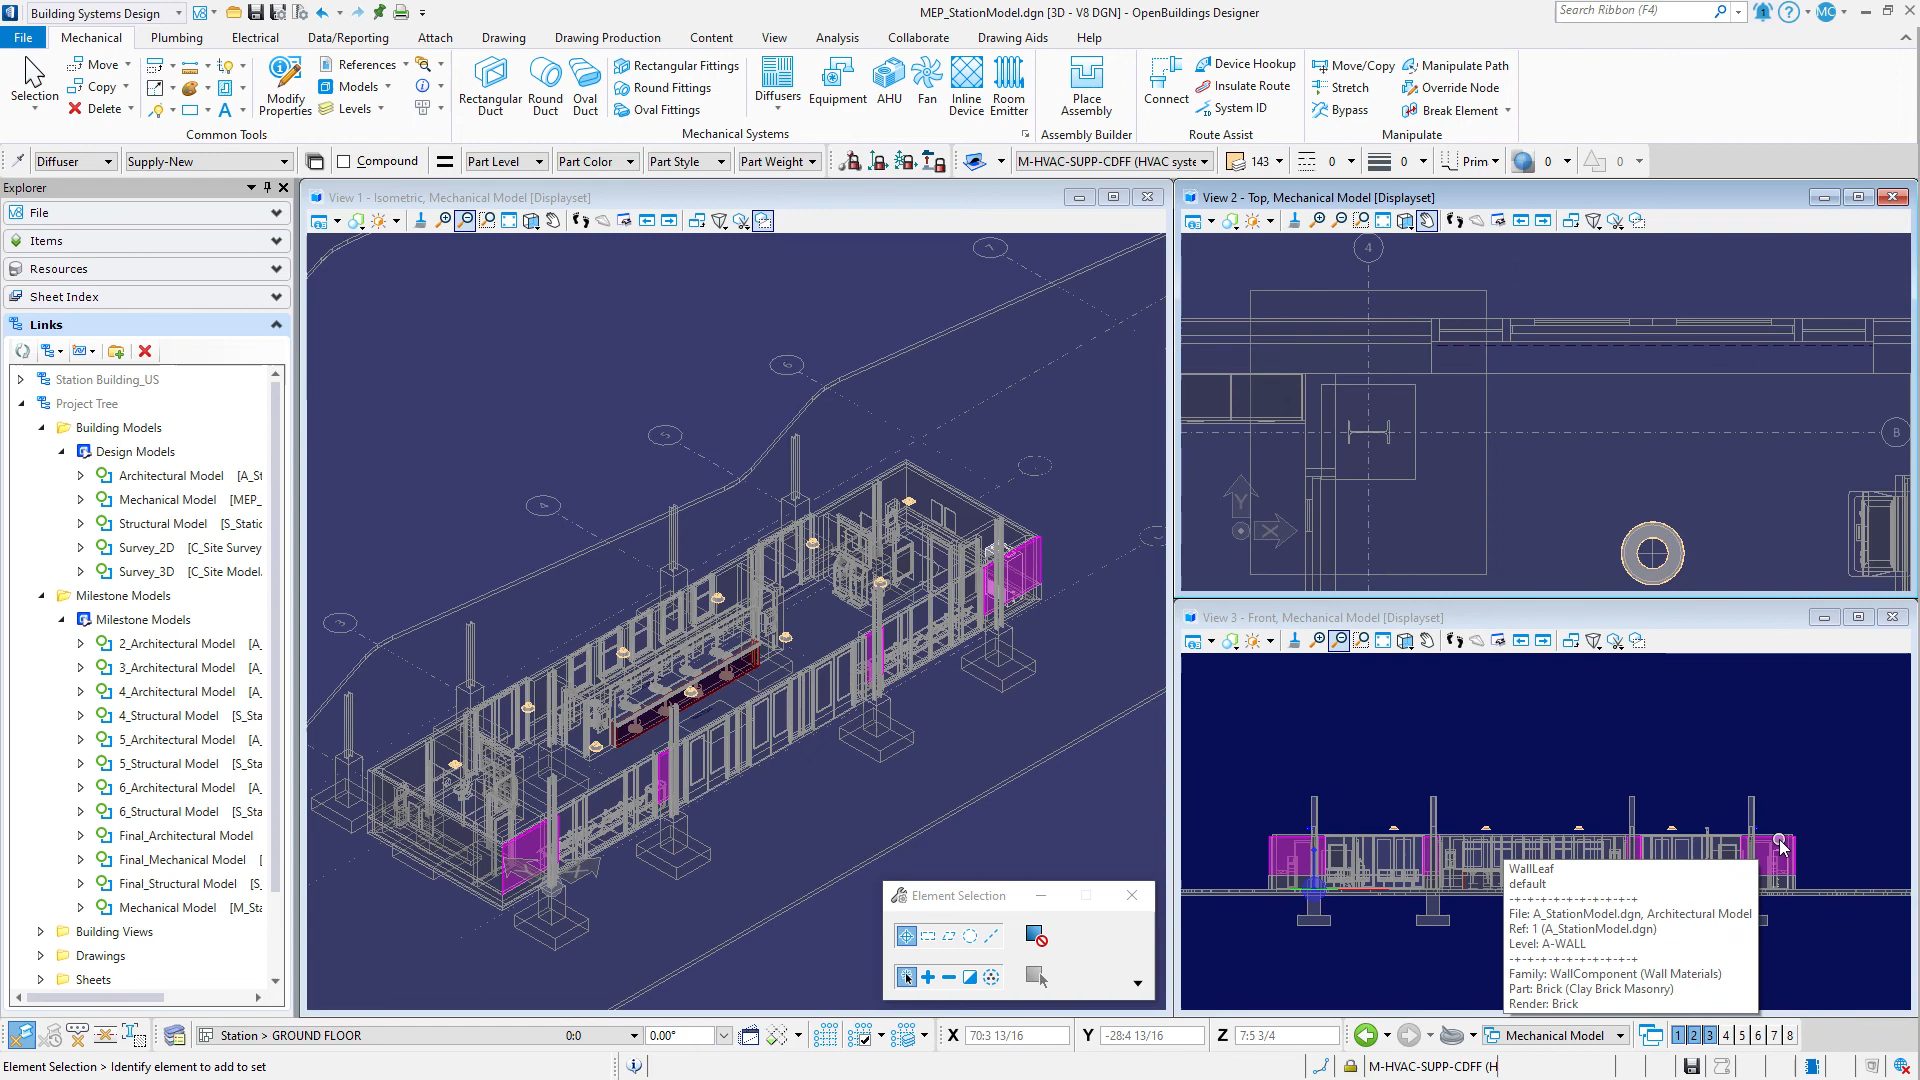 Building Systems Design
MEP_StationModel.dgn [3D - V8 DGN] - OpenBuildings Designer
Search Ribbon (F4)
MC
File
Mechanical
Plumbing
Electrical
Data/Reporting
Attach
Drawing
Drawing Production
Content
View
Analysis
Collaborate
Drawing Aids
Help
Selection
Move
Copy
Delete
Modify Properties
References
Models
Levels
Common Tools
Rectangular Duct
Round Duct
Oval Duct
Rectangular Fittings
Round Fittings
Oval Fittings
Diffusers
Equipment
AHU
Fan
Inline Device
Room Emitter
Mechanical Systems
Place Assembly
Assembly Builder
Connect
Device Hookup
Insulate Route
System ID
Route Assist
Move/Copy
Stretch
Bypass
Manipulate Path
Override Node
Break Element
Manipulate
Diffuser
Supply-New
Compound
Part Level
Part Color
Part Style
Part Weight
M-HVAC-SUPP-CDFF (HVAC syste
143
0
0
Prim
0
0
Explorer
File
Items
Resources
Sheet Index
Links
Station Building_US
Project Tree
Building Models
Design Models
Architectural Model [A_St
Mechanical Model [MEP_
Structural Model [S_Static
Survey_2D [C_Site Survey
Survey_3D [C_Site Model.
Milestone Models
Milestone Models
2_Architectural Model [A_
3_Architectural Model [A_
4_Architectural Model [A_
4_Structural Model [S_Sta
5_Architectural Model [A_
5_Structural Model [S_Sta
6_Architectural Model [A_
6_Structural Model [S_Sta
Final_Architectural Model
Final_Mechanical Model [
Final_Structural Model [S_
Mechanical Model [M_Sta
Building Views
Drawings
Sheets
View 1 - Isometric, Mechanical Model [Displayset]
7
6
5
4
3
View 2 - Top, Mechanical Model [Displayset]
4
B
Y
X
View 3 - Front, Mechanical Model [Displayset]
WallLeaf
default
-+-+-+-+-+-+-+-+-+-
File: A_StationModel.dgn, Architectural Model
Ref: 1 (A_StationModel.dgn)
Level: A-WALL
-+-+-+-+-+-+-+-+-+-
Family: WallComponent (Wall Materials)
Part: Brick (Clay Brick Masonry)
Render: Brick
Element Selection
Station > GROUND FLOOR
0:0
0.00°
X 70:3 13/16
Y -28:4 13/16
Z 7:5 3/4
Mechanical Model
1 2 3 4 5 6 7 8
Element Selection > Identify element to add to set
M-HVAC-SUPP-CDFF (H